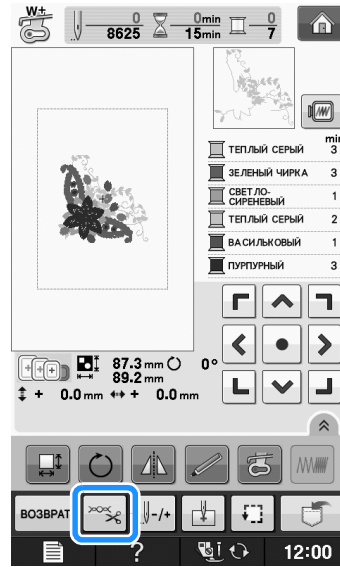 W+
0
8625
0min
15min
0
7
min
ТЕПЛЫЙ СЕРЫЙ 3
ЗЕЛЕНЫЙ ЧИРКА 3
СВЕТЛО-
СИРЕНЕВЫЙ 1
ТЕПЛЫЙ СЕРЫЙ 2
ВАСИЛЬКОВЫЙ 1
ПУРПУРНЫЙ 3
87.3 mm 0°
89.2 mm
+ 0.0 mm + 0.0 mm
ВОЗВРАТ -/+
? 12:00